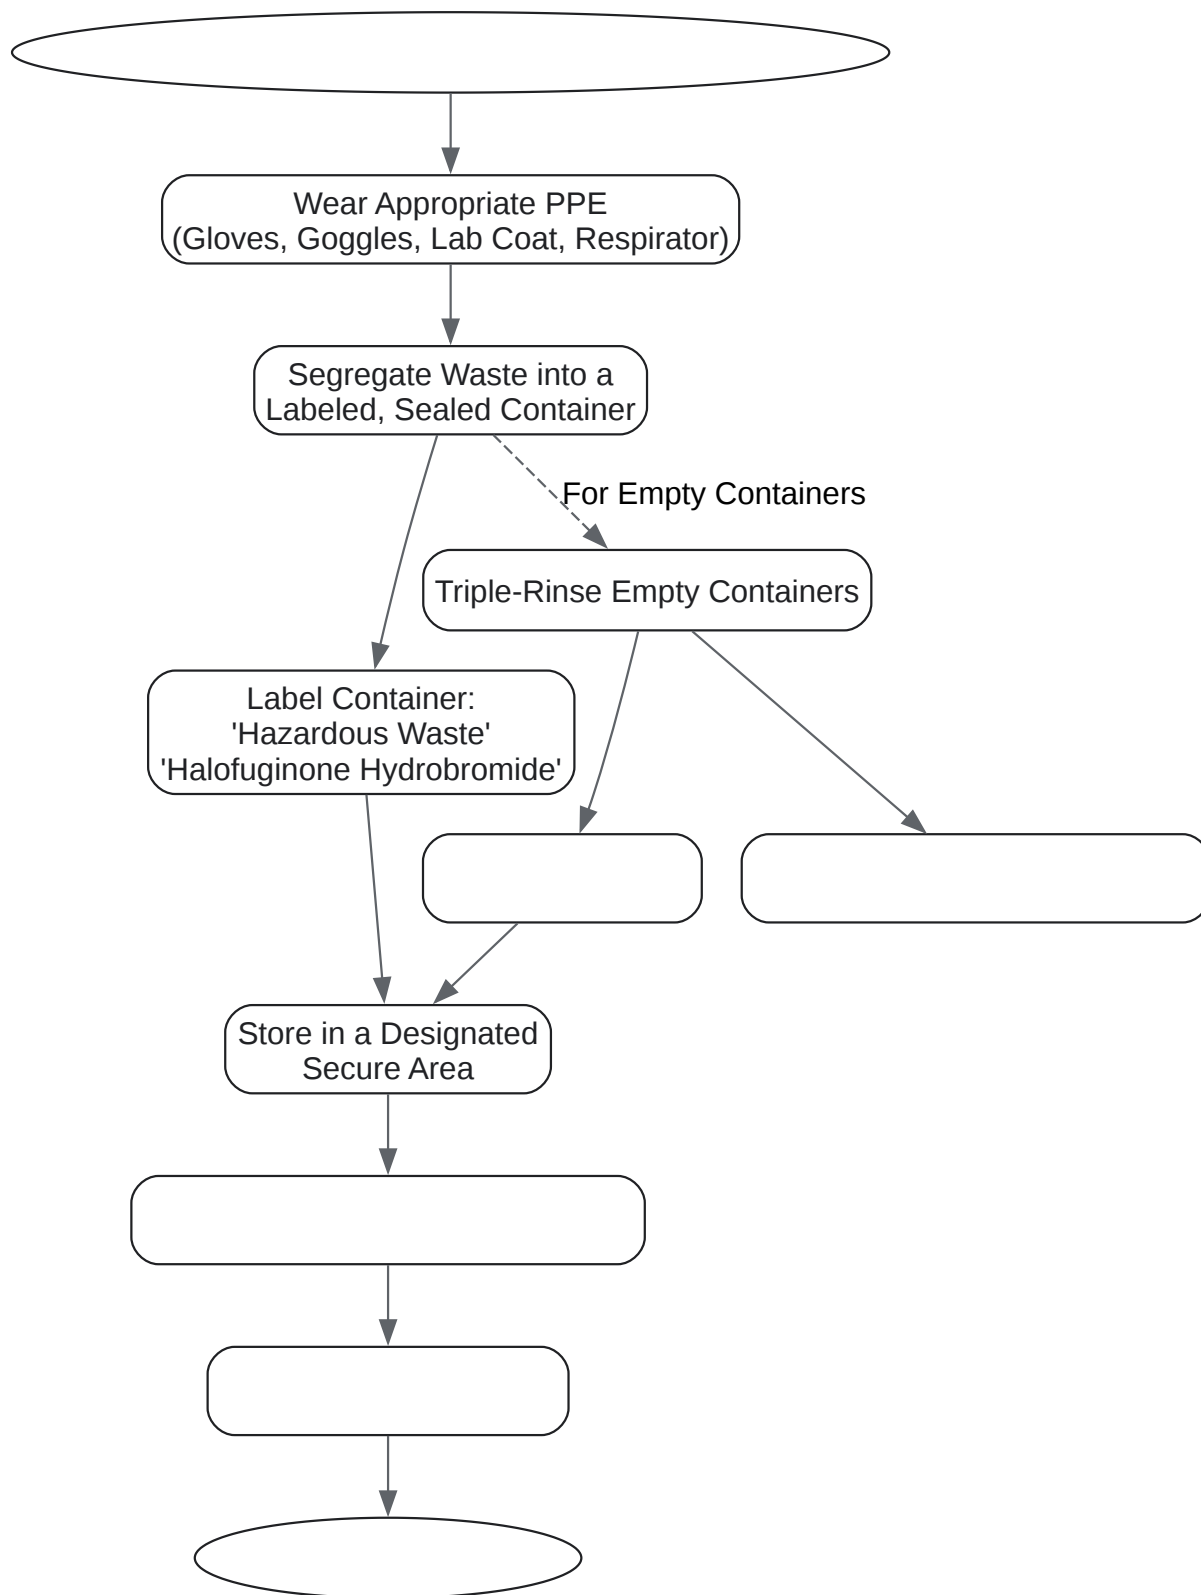 Wear Appropriate PPE
(Gloves, Goggles, Lab Coat, Respirator)
Segregate Waste into a
Labeled, Sealed Container
For Empty Containers
Triple-Rinse Empty Containers
Label Container:
'Hazardous Waste'
'Halofuginone Hydrobromide'
Store in a Designated
Secure Area